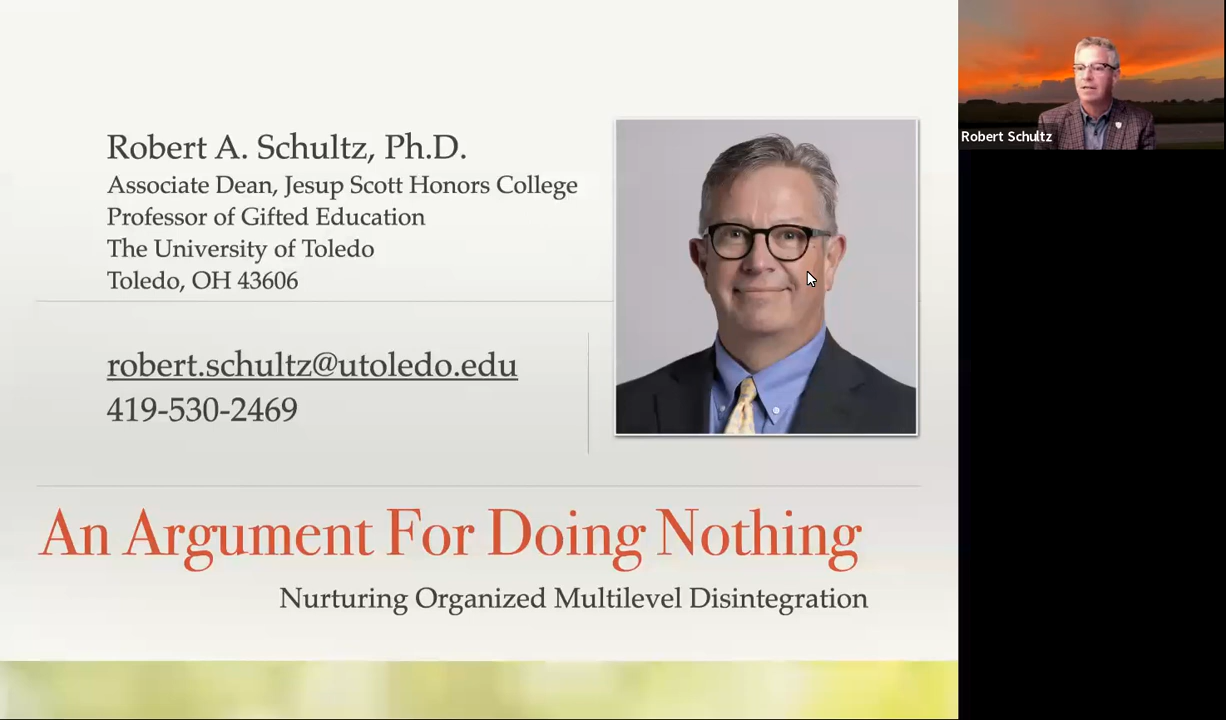 Robert A. Schultz, Ph.D.
Associate Dean, Jesup Scott Honors College
Professor of Gifted Education
The University of Toledo
Toledo, OH 43606
robert.schultz@utoledo.edu
419-530-2469
An Argument For Doing Nothing
Nurturing Organized Multilevel Disintegration
Robert Schultz